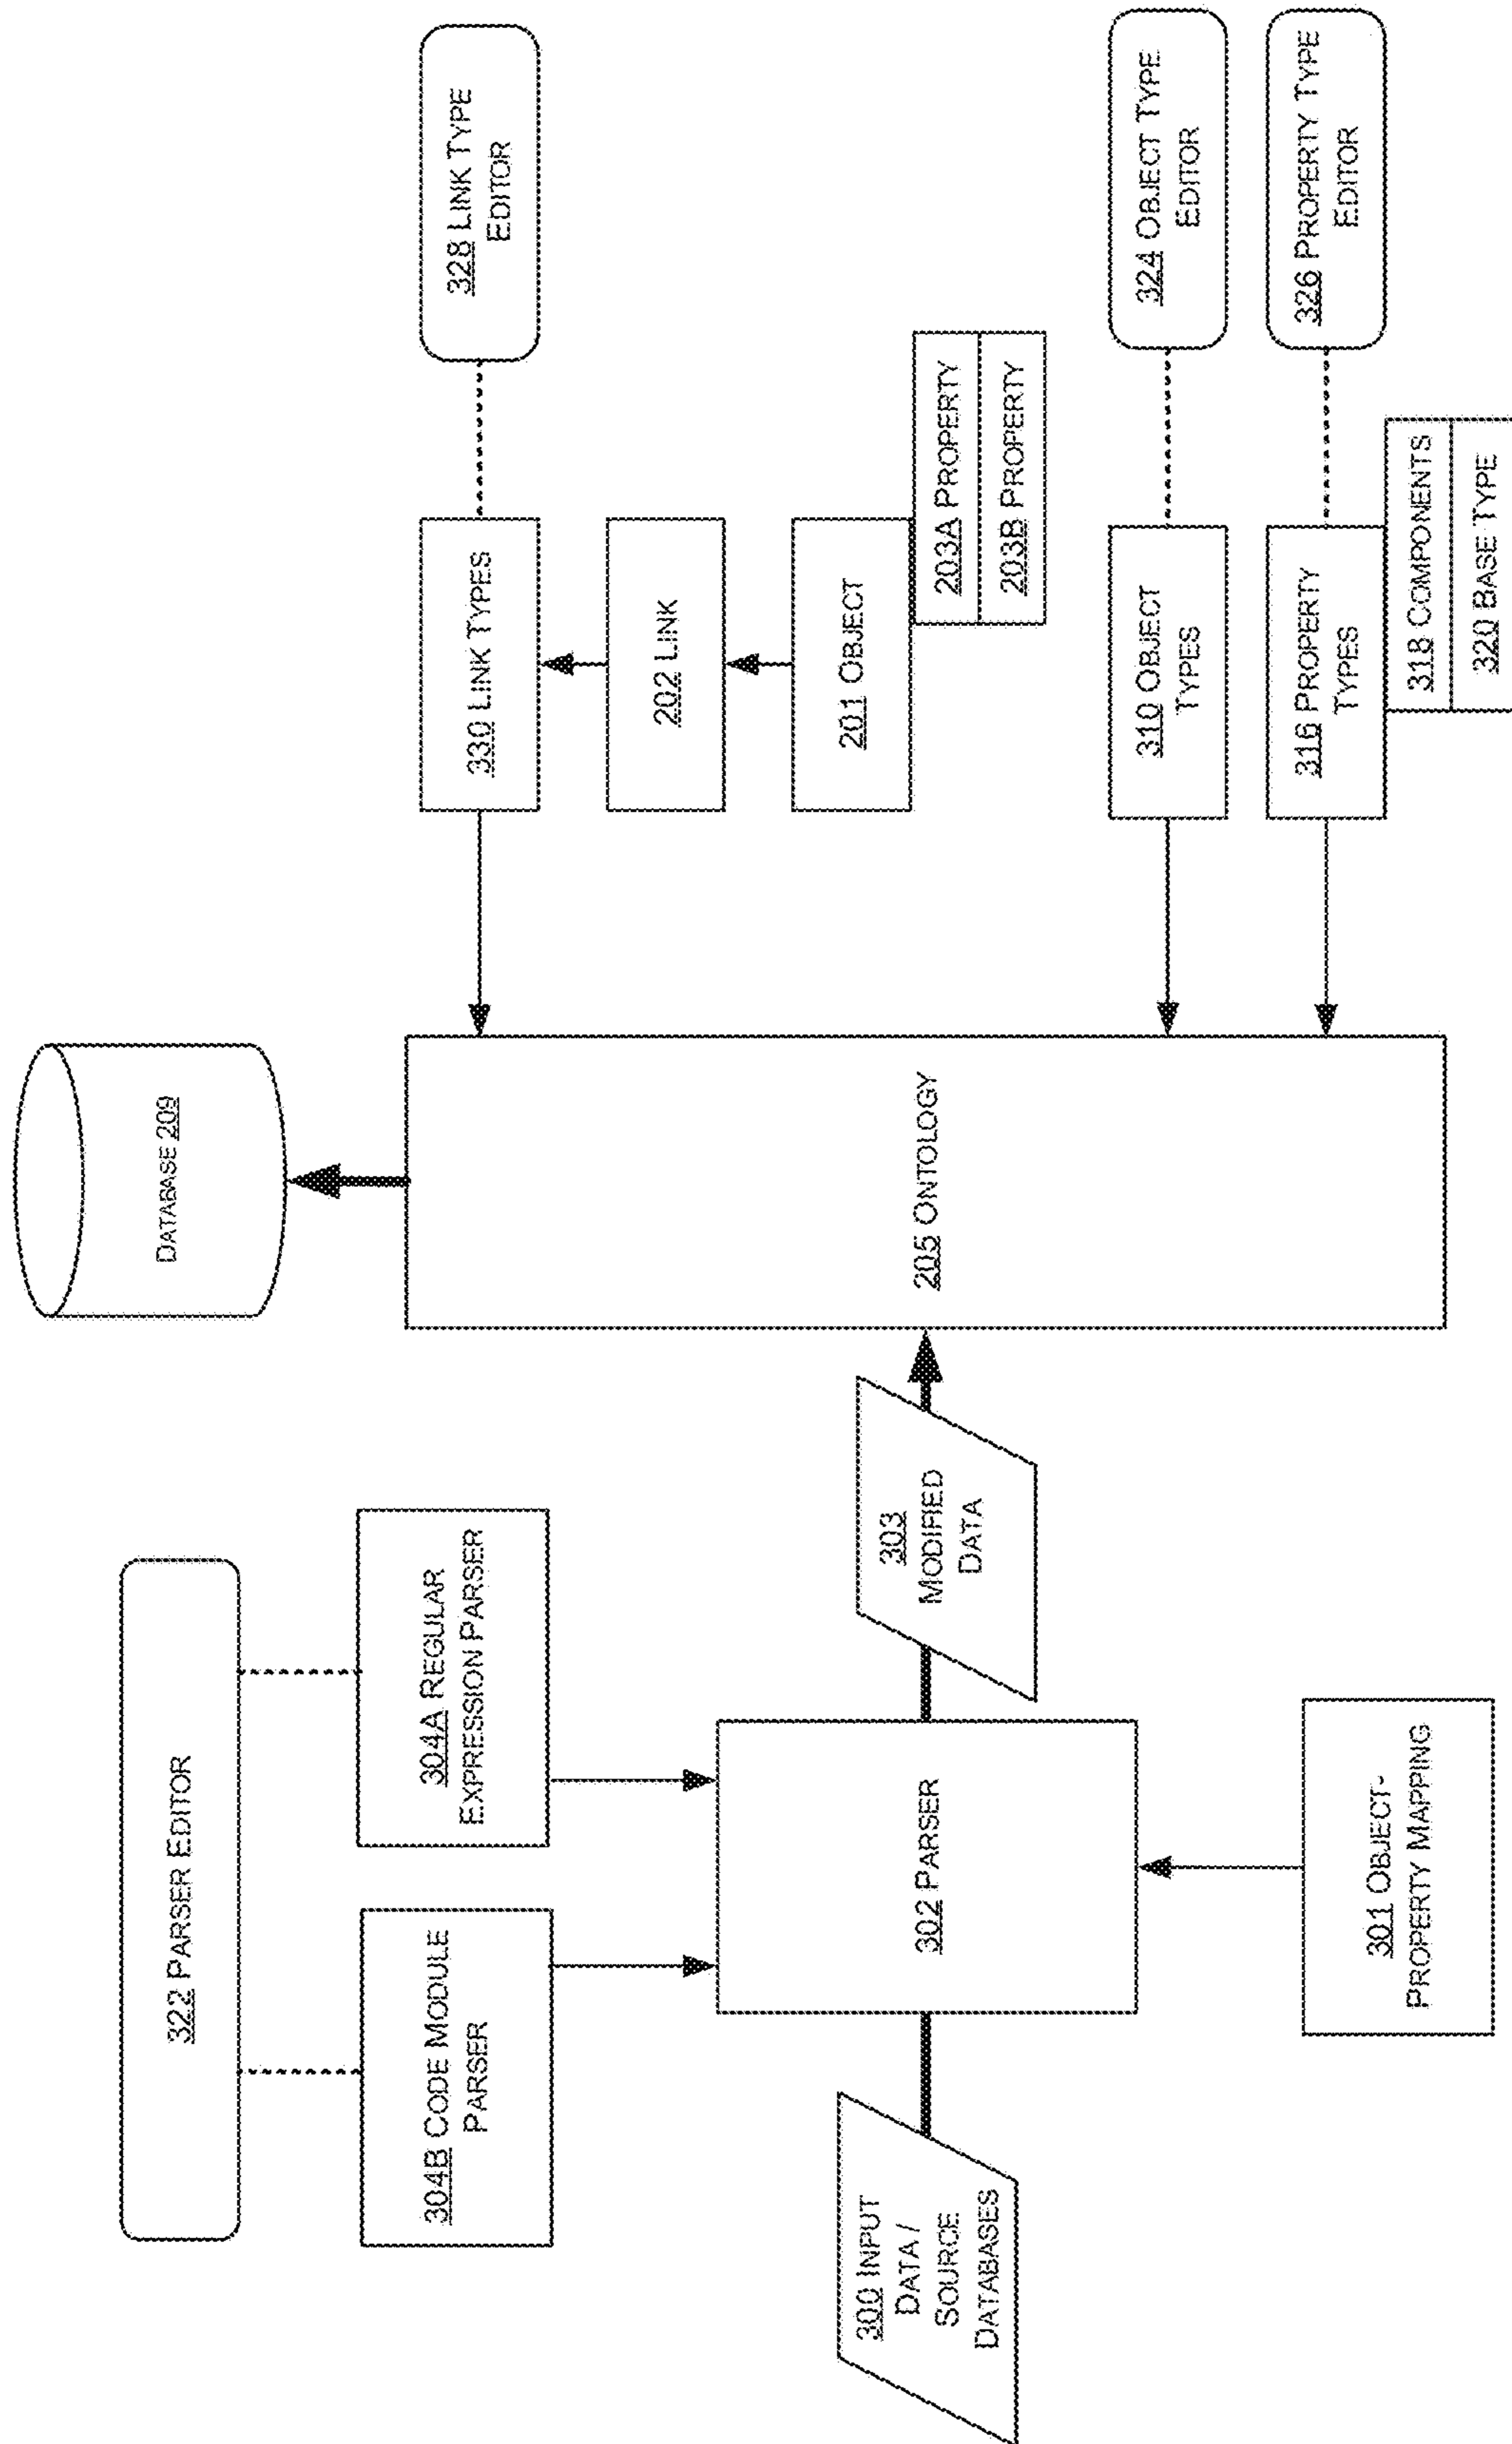 322 PARSER EDITOR
304B CODE MODULE
PARSER
304A REGULAR
EXPRESSION PARSER
300 INPUT
DATA /
SOURCE
DATABASES
302 PARSER
301 OBJECT-
PROPERTY MAPPING
303
MODIFIED
DATA
DATABASE 209
205 ONTOLOGY
330 LINK TYPES
328 LINK TYPE
EDITOR
202 LINK
201 OBJECT
203A PROPERTY
203B PROPERTY
310 OBJECT
TYPES
324 OBJECT TYPE
EDITOR
316 PROPERTY
TYPES
326 PROPERTY TYPE
EDITOR
318 COMPONENTS
320 BASE TYPE